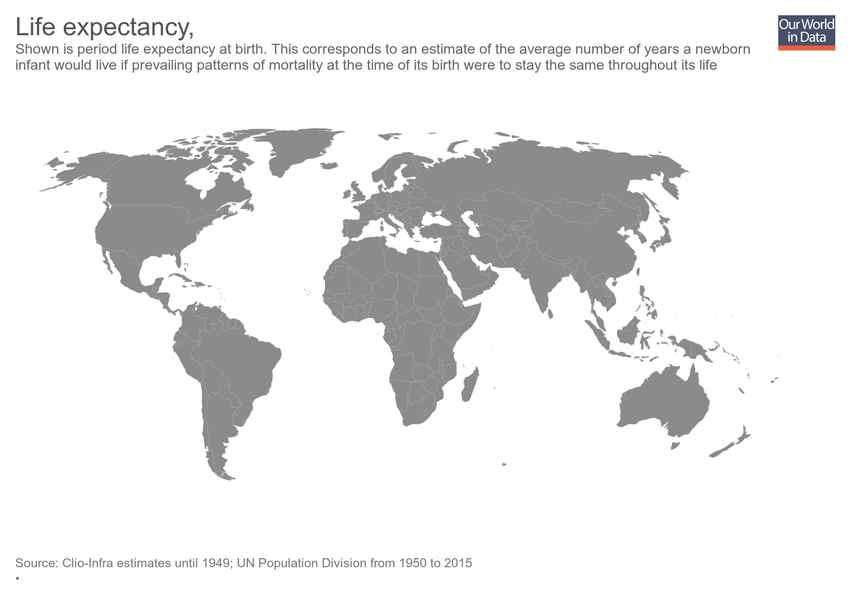 Life expectancy,
Our World
in Data
Shown is period life expectancy at birth. This corresponds to an estimate of the average number of years a newborn
infant would live if prevailing patterns of mortality at the time of its birth were to stay the same throughout its life
Source: Clio-Infra estimates until 1949; UN Population Division from 1950 to 2015
•